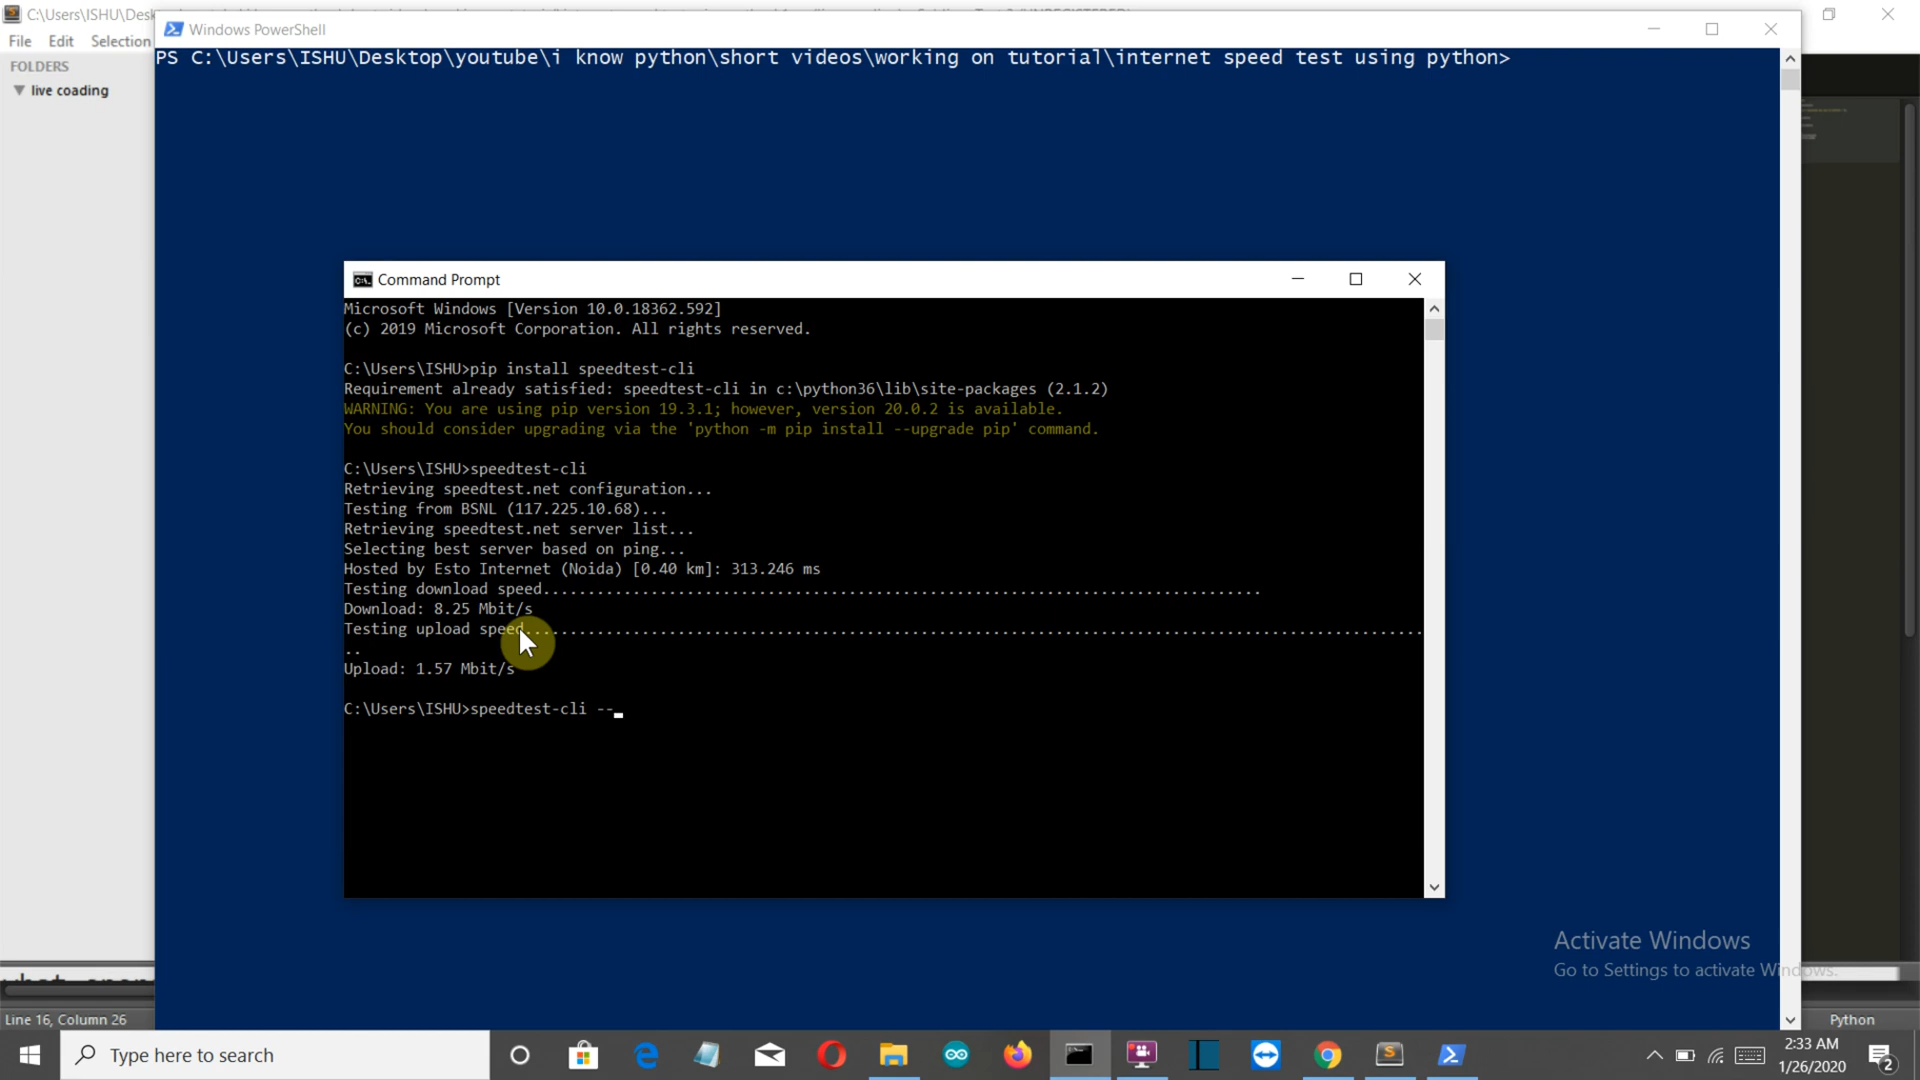 C:\Users\ISHU\Desk
File Edit Selection
FOLDERS
live coading
Windows PowerShell
PS C:\Users\ISHU\Desktop\youtube\i know python\short videos\working on tutorial\internet speed test using python>
Command Prompt
Microsoft Windows [Version 10.0.18362.592]
(c) 2019 Microsoft Corporation. All rights reserved.
C:\Users\ISHU>pip install speedtest-cli
Requirement already satisfied: speedtest-cli in c:\python36\lib\site-packages (2.1.2)
WARNING: You are using pip version 19.3.1; however, version 20.0.2 is available.
You should consider upgrading via the 'python -m pip install --upgrade pip' command.
C:\Users\ISHU>speedtest-cli
Retrieving speedtest.net configuration...
Testing from BSNL (117.225.10.68)...
Retrieving speedtest.net server list...
Selecting best server based on ping...
Hosted by Esto Internet (Noida) [0.40 km]: 313.246 ms
Testing download speed................................................................................
Download: 8.25 Mbit/s
Testing upload speed....................................................................................................
..
Upload: 1.57 Mbit/s
C:\Users\ISHU>speedtest-cli --_
Activate Windows
Go to Settings to activate Windows.
Line 16, Column 26
Python
Type here to search
2:33 AM
1/26/2020
2